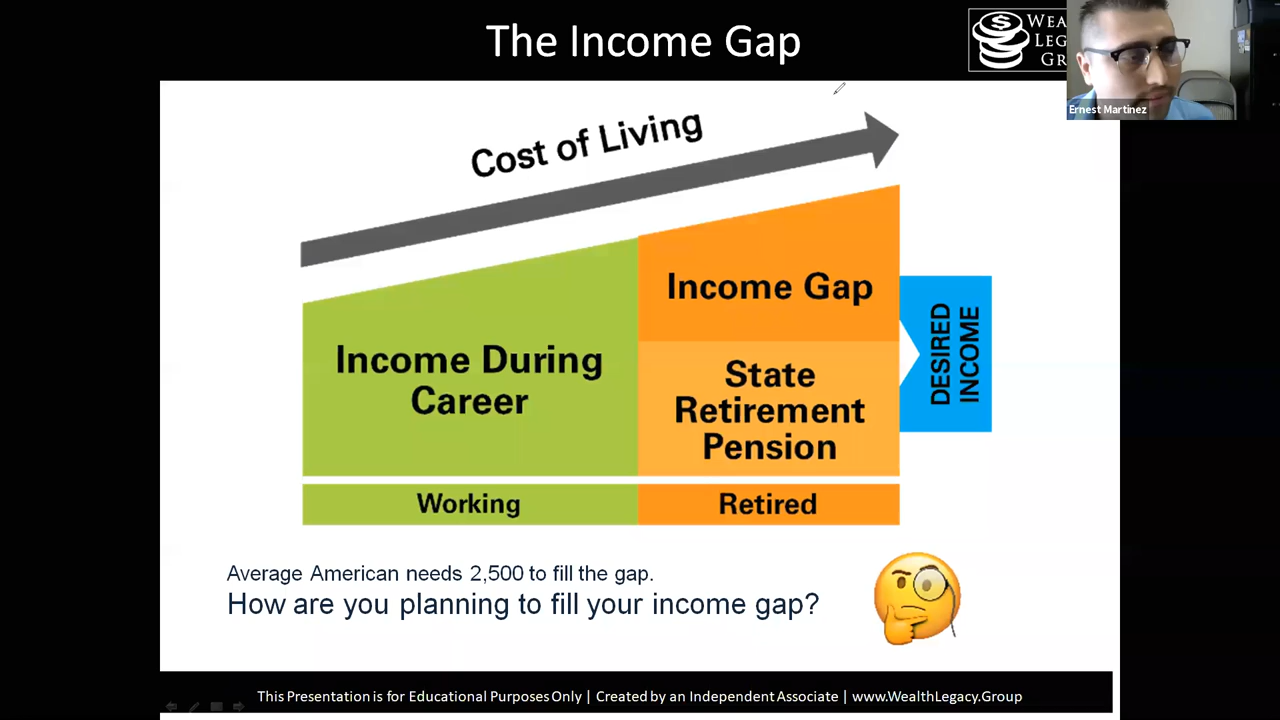 The Income Gap
$
Ernest Martinez
Cost of Living
Income Gap
Income During
Career
State
Retirement
Pension
DESIRED
INCOME
Working
Retired
Average American needs 2,500 to fill the gap.
How are you planning to fill your income gap?
This Presentation is for Educational Purposes Only | Created by an Independent Associate | www.WealthLegacy.Group